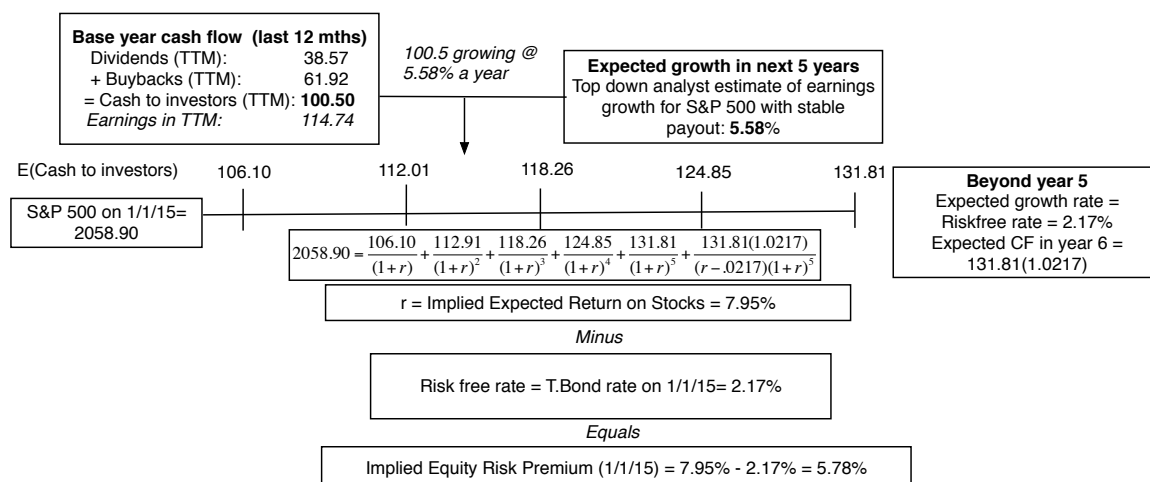 Base year cash flow (last 12 mths)
Dividends (TTM): 38.57
+ Buybacks (TTM): 61.92
= Cash to investors (TTM): 100.50
Earnings in TTM: 114.74
100.5 growing @
5.58% a year
Expected growth in next 5 years
Top down analyst estimate of earnings
growth for S&P 500 with stable
payout: 5.58%
E(Cash to investors) 106.10 112.01 118.26 124.85 131.81
S&P 500 on 1/1/15=
2058.90
Beyond year 5
Expected growth rate =
Riskfree rate = 2.17%
Expected CF in year 6 =
131.81(1.0217)
2058.90 = 106.10/(1+r) + 112.91/(1+r)^2 + 118.26/(1+r)^3 + 124.85/(1+r)^4 + 131.81/(1+r)^5 + 131.81(1.0217)/((r-.0217)(1+r)^5)
r = Implied Expected Return on Stocks = 7.95%
Minus
Risk free rate = T.Bond rate on 1/1/15= 2.17%
Equals
Implied Equity Risk Premium (1/1/15) = 7.95% - 2.17% = 5.78%